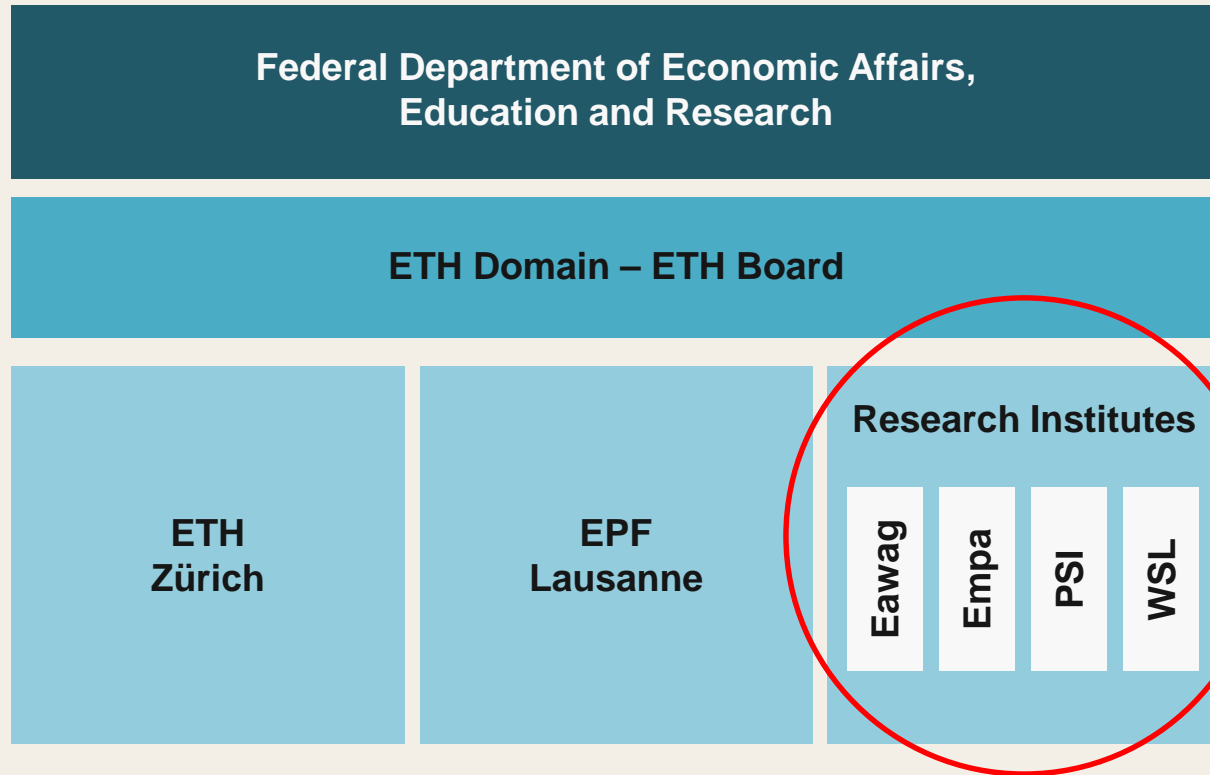 Federal Department of Economic Affairs,
Education and Research
ETH Domain – ETH Board
ETH
Zürich
EPF
Lausanne
Research Institutes
Eawag
Empa
PSI
WSL